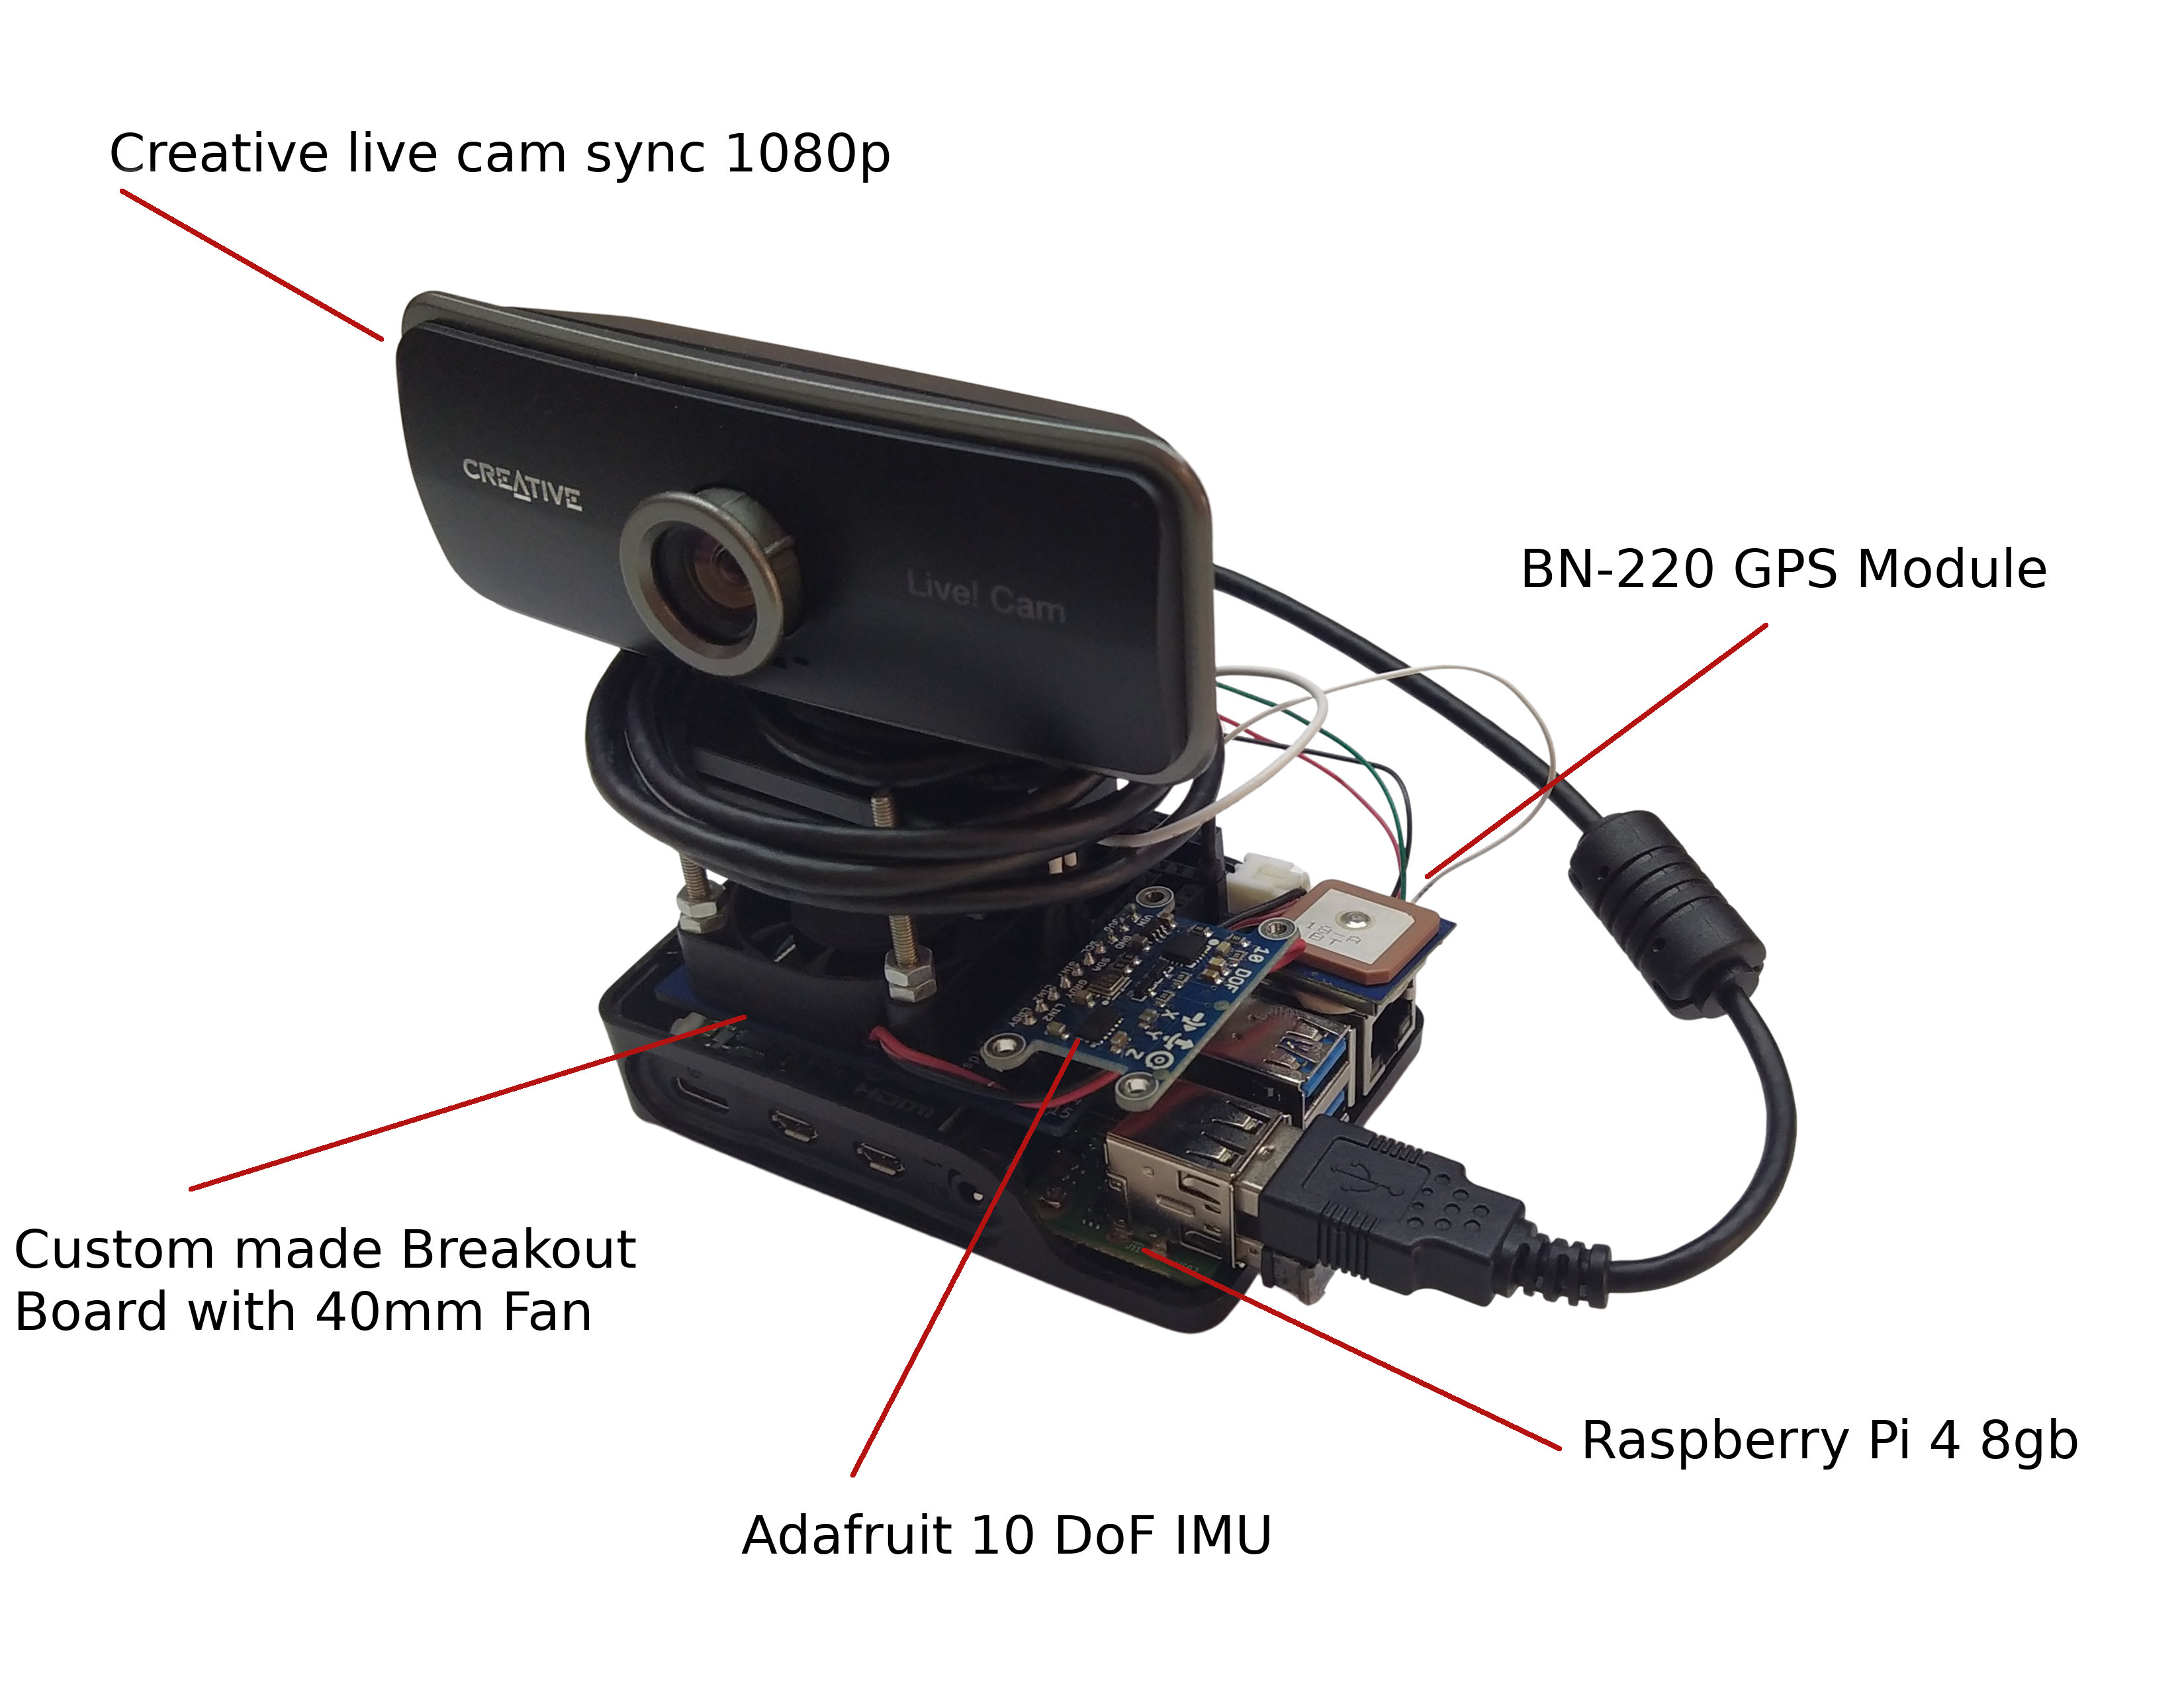 Creative live cam sync 1080p
CREATIVE
Live! Cam
BN-220 GPS Module
10 DOF
X
Y
Z
HDMI
Custom made Breakout
Board with 40mm Fan
Raspberry Pi 4 8gb
Adafruit 10 DoF IMU